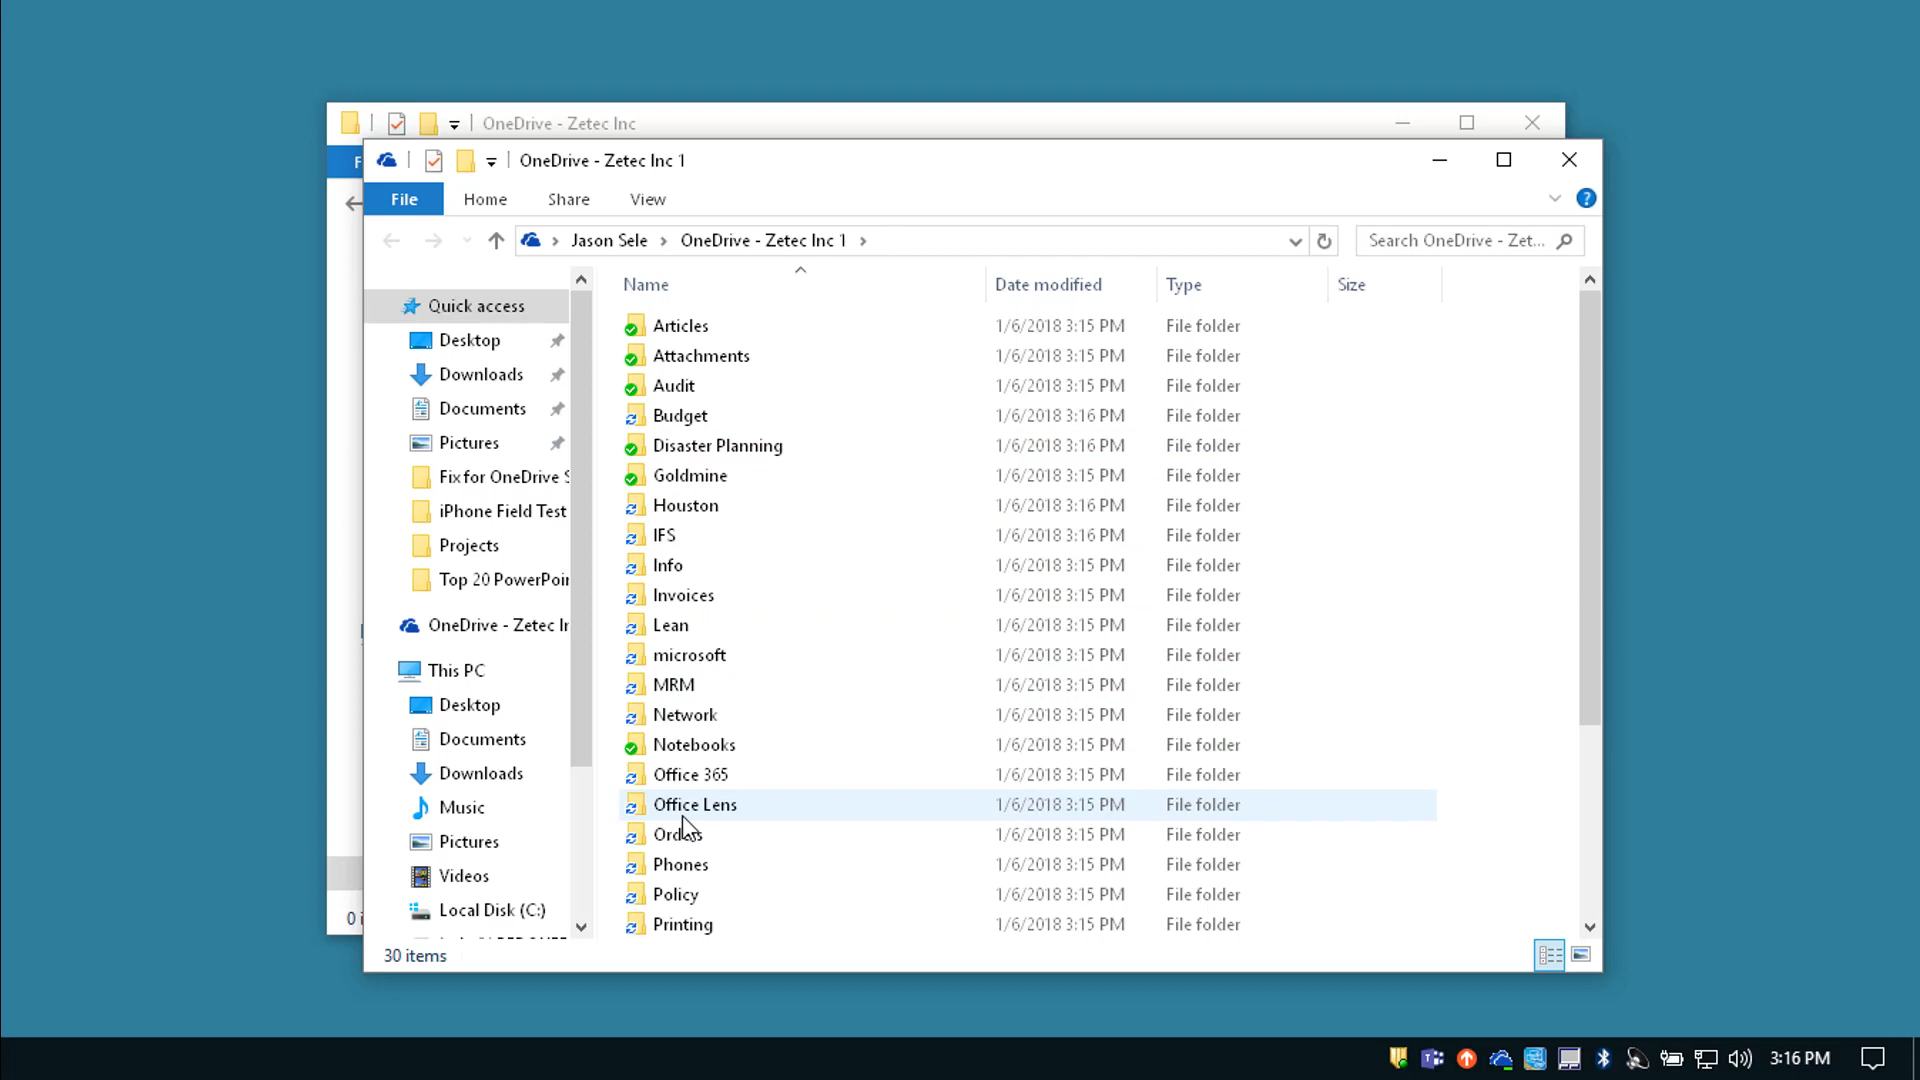 OneDrive - Zetec Inc
OneDrive - Zetec Inc 1
File Home Share View
Jason Sele OneDrive - Zetec Inc 1 Search OneDrive - Zet...
Name Date modified Type Size
Quick access
Desktop
Downloads
Documents
Pictures
Fix for OneDrive S
iPhone Field Test
Projects
Top 20 PowerPoi
OneDrive - Zetec In
This PC
Desktop
Documents
Downloads
Music
Pictures
Videos
Local Disk (C:)
Articles 1/6/2018 3:15 PM File folder
Attachments 1/6/2018 3:15 PM File folder
Audit 1/6/2018 3:15 PM File folder
Budget 1/6/2018 3:16 PM File folder
Disaster Planning 1/6/2018 3:16 PM File folder
Goldmine 1/6/2018 3:15 PM File folder
Houston 1/6/2018 3:16 PM File folder
IFS 1/6/2018 3:16 PM File folder
Info 1/6/2018 3:15 PM File folder
Invoices 1/6/2018 3:15 PM File folder
Lean 1/6/2018 3:15 PM File folder
microsoft 1/6/2018 3:15 PM File folder
MRM 1/6/2018 3:15 PM File folder
Network 1/6/2018 3:15 PM File folder
Notebooks 1/6/2018 3:15 PM File folder
Office 365 1/6/2018 3:15 PM File folder
Office Lens 1/6/2018 3:15 PM File folder
Orders 1/6/2018 3:15 PM File folder
Phones 1/6/2018 3:15 PM File folder
Policy 1/6/2018 3:15 PM File folder
Printing 1/6/2018 3:15 PM File folder
0 i
30 items
3:16 PM